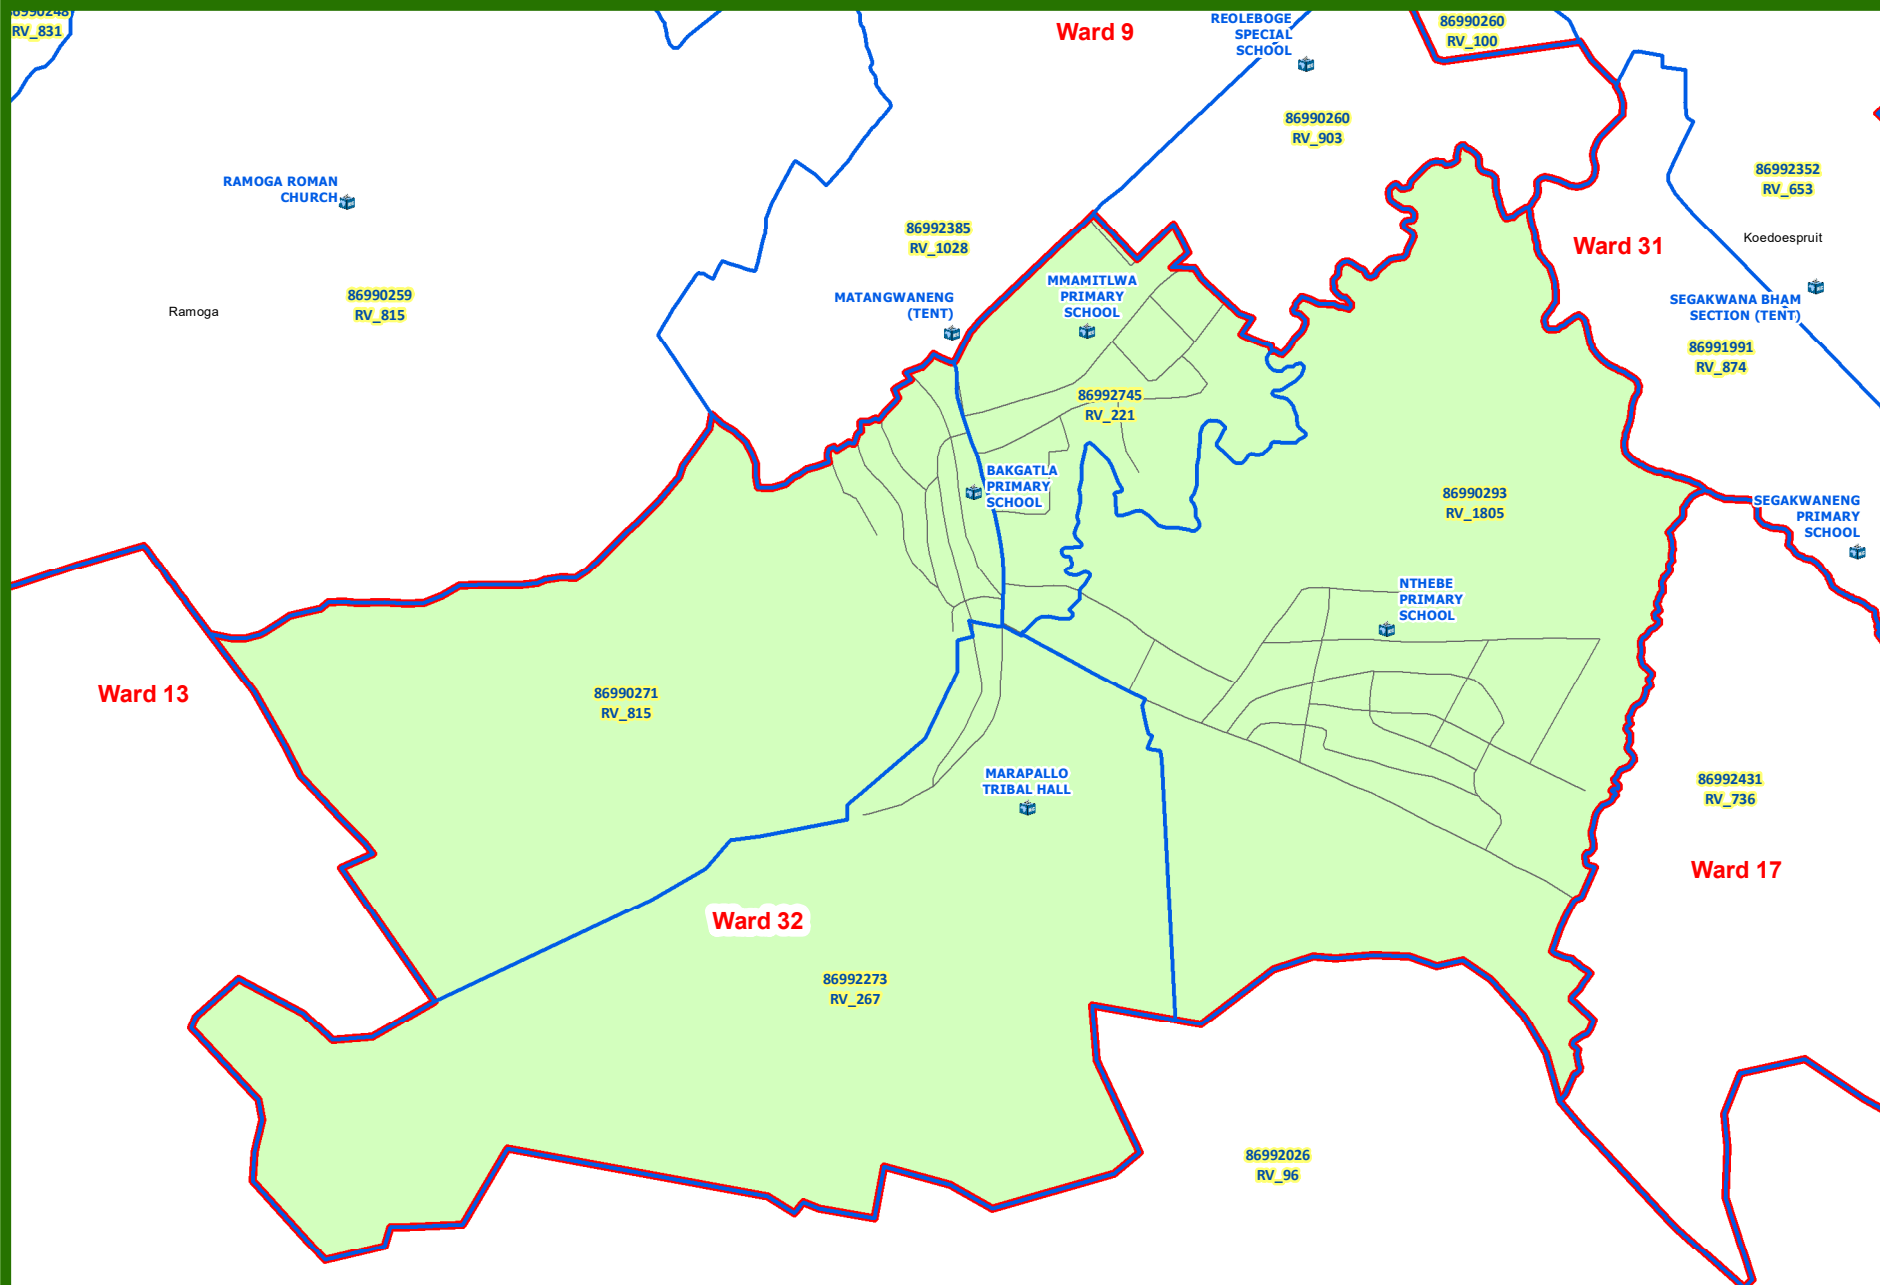 86990248
RV_831
Ward 9
REOLEBOGE
SPECIAL
SCHOOL
86990260
RV_100
86990260
RV_903
86992352
RV_653
RAMOGA ROMAN
CHURCH
86992385
RV_1028
Ward 31
Koedoespruit
86990259
RV_815
Ramoga
MATANGWANENG
(TENT)
MMAMITLWA
PRIMARY
SCHOOL
SEGAKWANA BHAM
SECTION (TENT)
86991991
RV_874
86992745
RV_221
BAKGATLA
PRIMARY
SCHOOL
86990293
RV_1805
SEGAKWANENG
PRIMARY
SCHOOL
NTHEBE
PRIMARY
SCHOOL
Ward 13
86990271
RV_815
MARAPALLO
TRIBAL HALL
86992431
RV_736
Ward 17
Ward 32
86992273
RV_267
86992026
RV_96